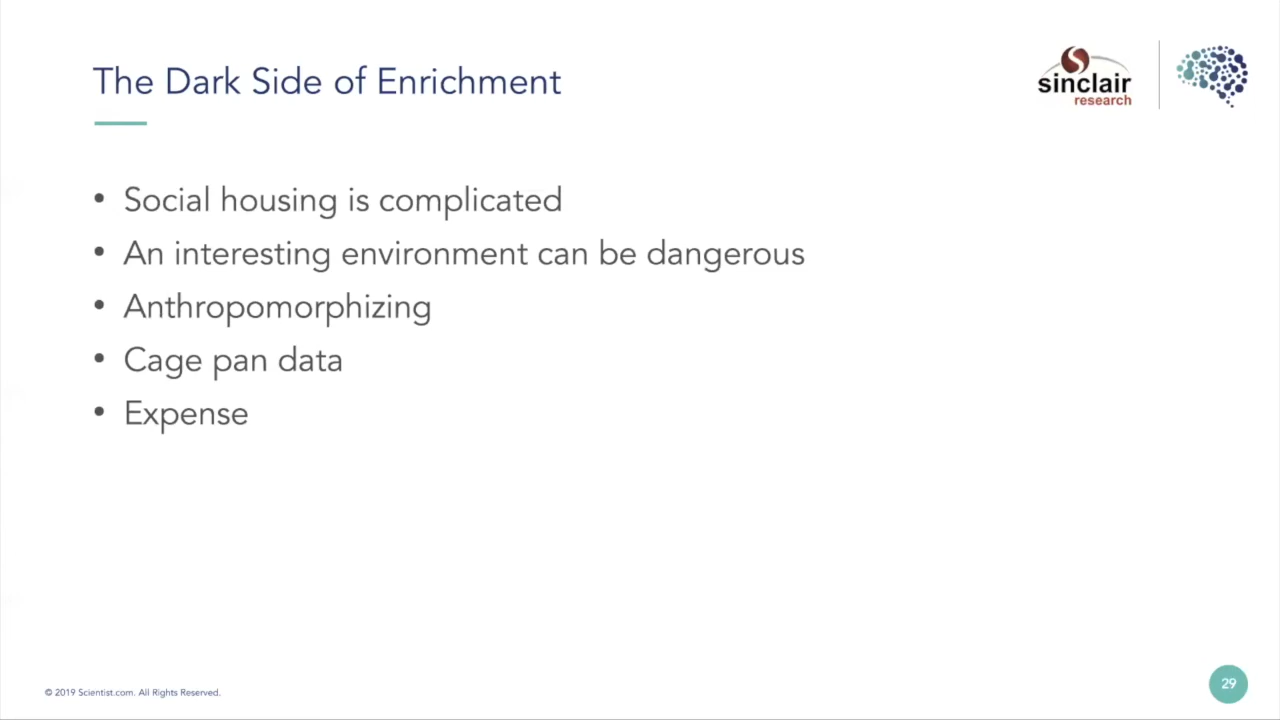 The Dark Side of Enrichment
sinclair
research
• Social housing is complicated
• An interesting environment can be dangerous
• Anthropomorphizing
• Cage pan data
• Expense
© 2019 Scientist.com. All Rights Reserved.
29